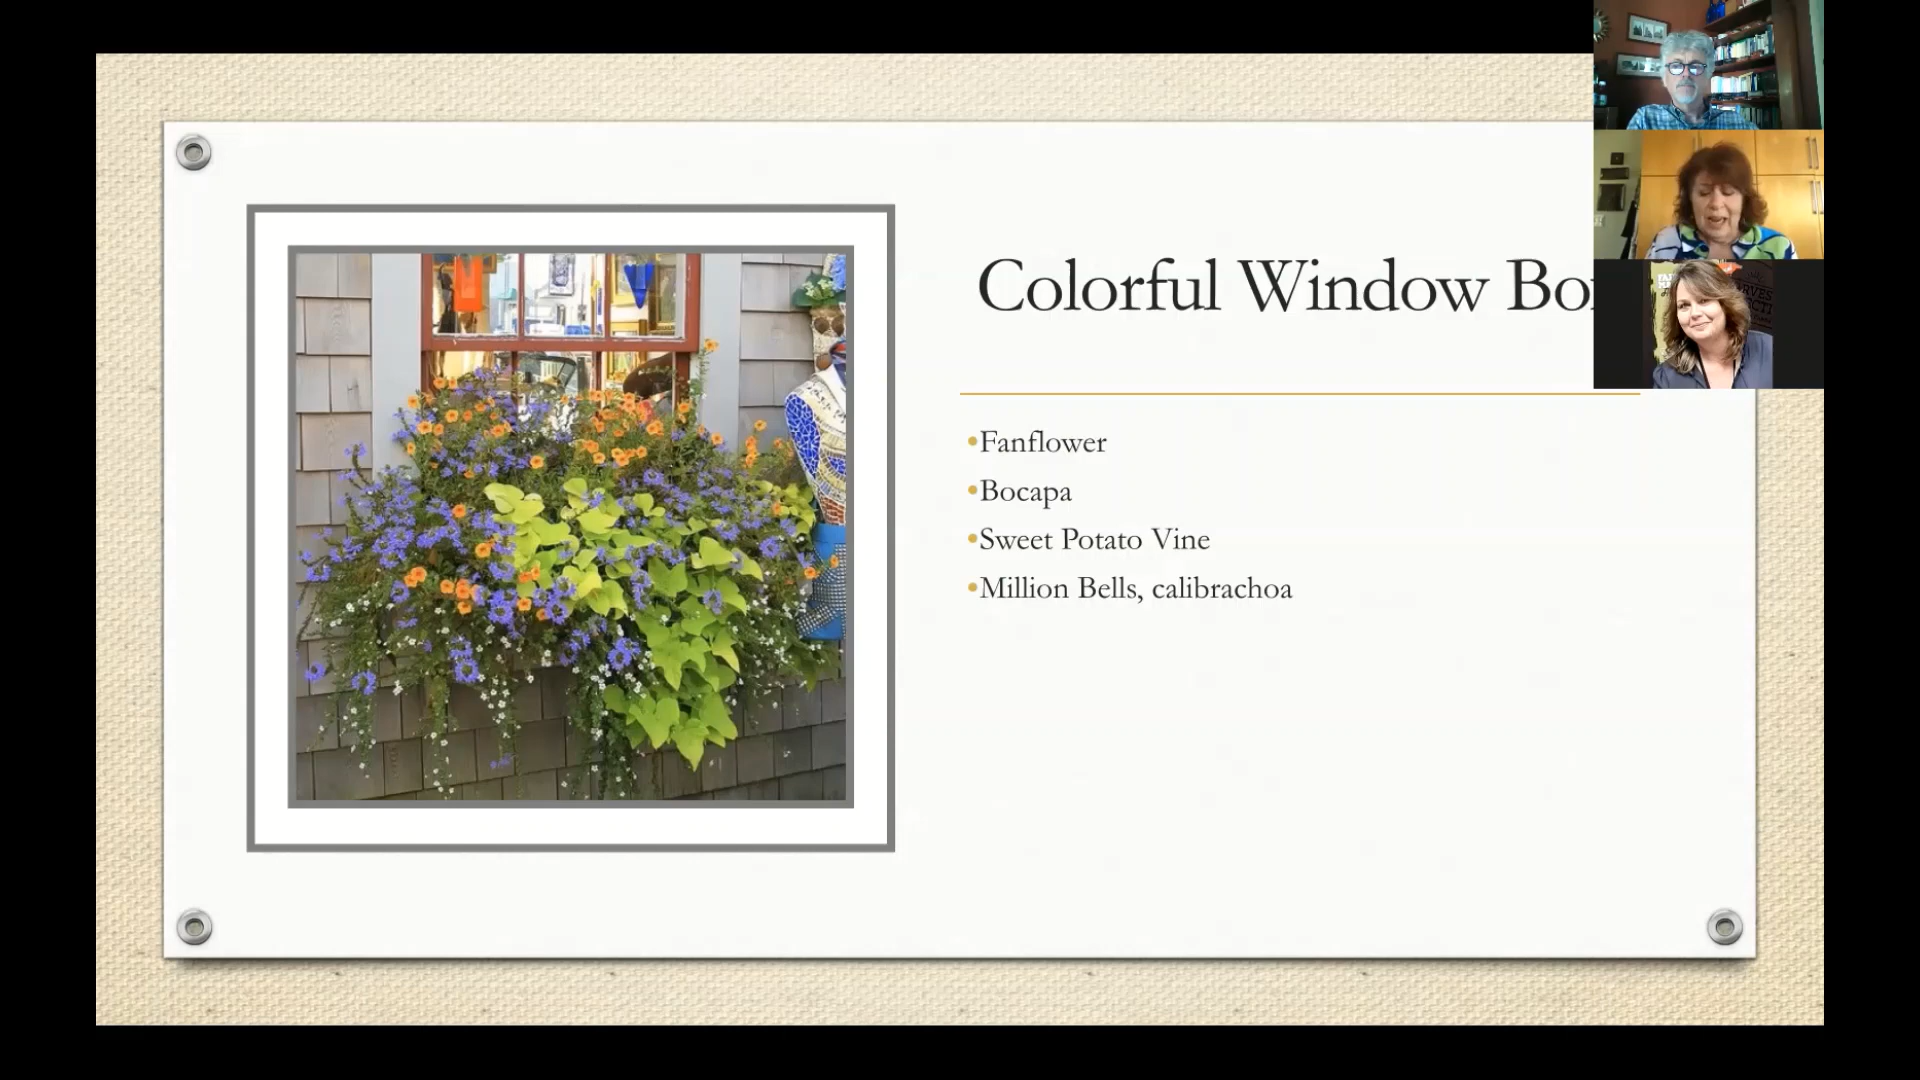 Colorful Window Bo
•Fanflower
•Bocapa
•Sweet Potato Vine
•Million Bells, calibrachoa